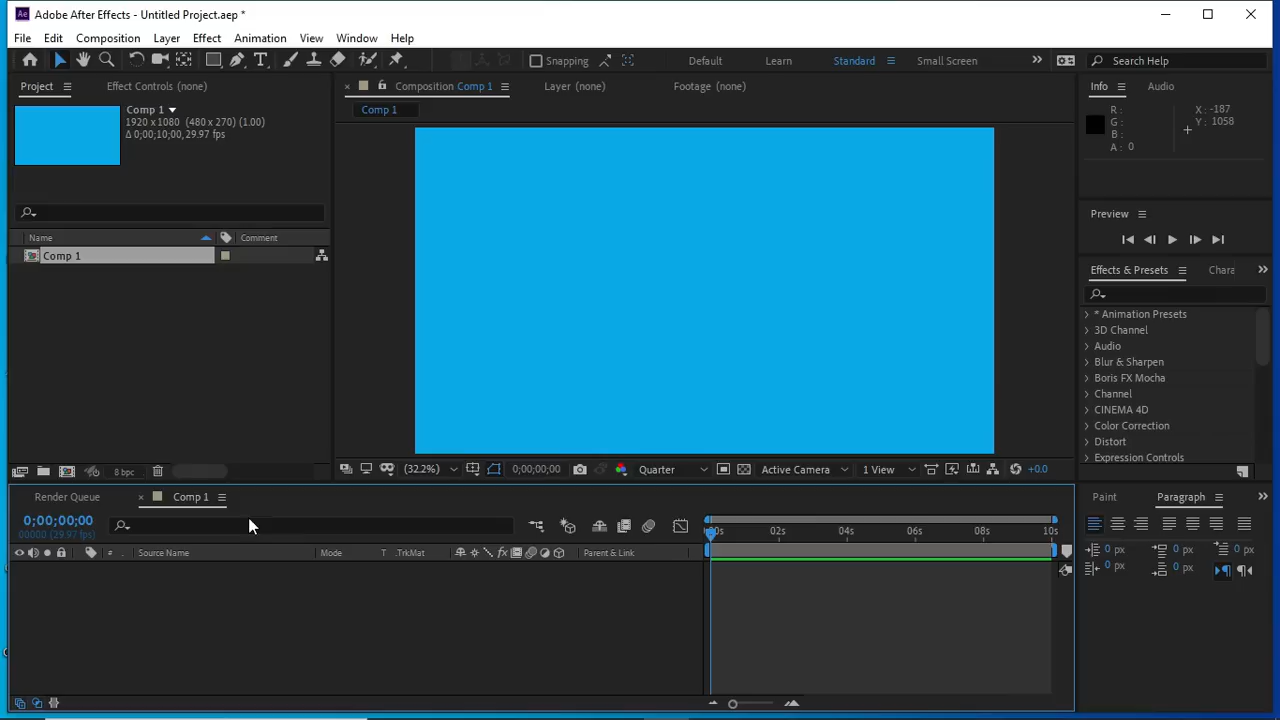 Adobe After Effects - Untitled Project.aep *
File Edit Composition Layer Effect Animation View Window Help
Snapping Default Learn Standard Small Screen Search Help
Project Effect Controls (none) Composition Comp 1 Layer (none) Footage (none) Info Audio
Comp 1
1920 x 1080 (480 x 270) (1.00)
Δ 0;00;10;00, 29.97 fps
Comp 1
R :
G :
B :
A : 0
X : -187
Y : 1058
Preview
Name Comment
Comp 1
Effects & Presets Chara
* Animation Presets
3D Channel
Audio
Blur & Sharpen
Boris FX Mocha
Channel
CINEMA 4D
Color Correction
Distort
Expression Controls
8 bpc (32.2%) 0;00;00;00 Quarter Active Camera 1 View +0.0
Render Queue Comp 1 Paint Paragraph
0;00;00;00
00000 (29.97 fps)
02s 04s 06s 08s 10s
# Source Name Mode T .TrkMat Parent & Link
0 px 0 px 0 px
0 px 0 px